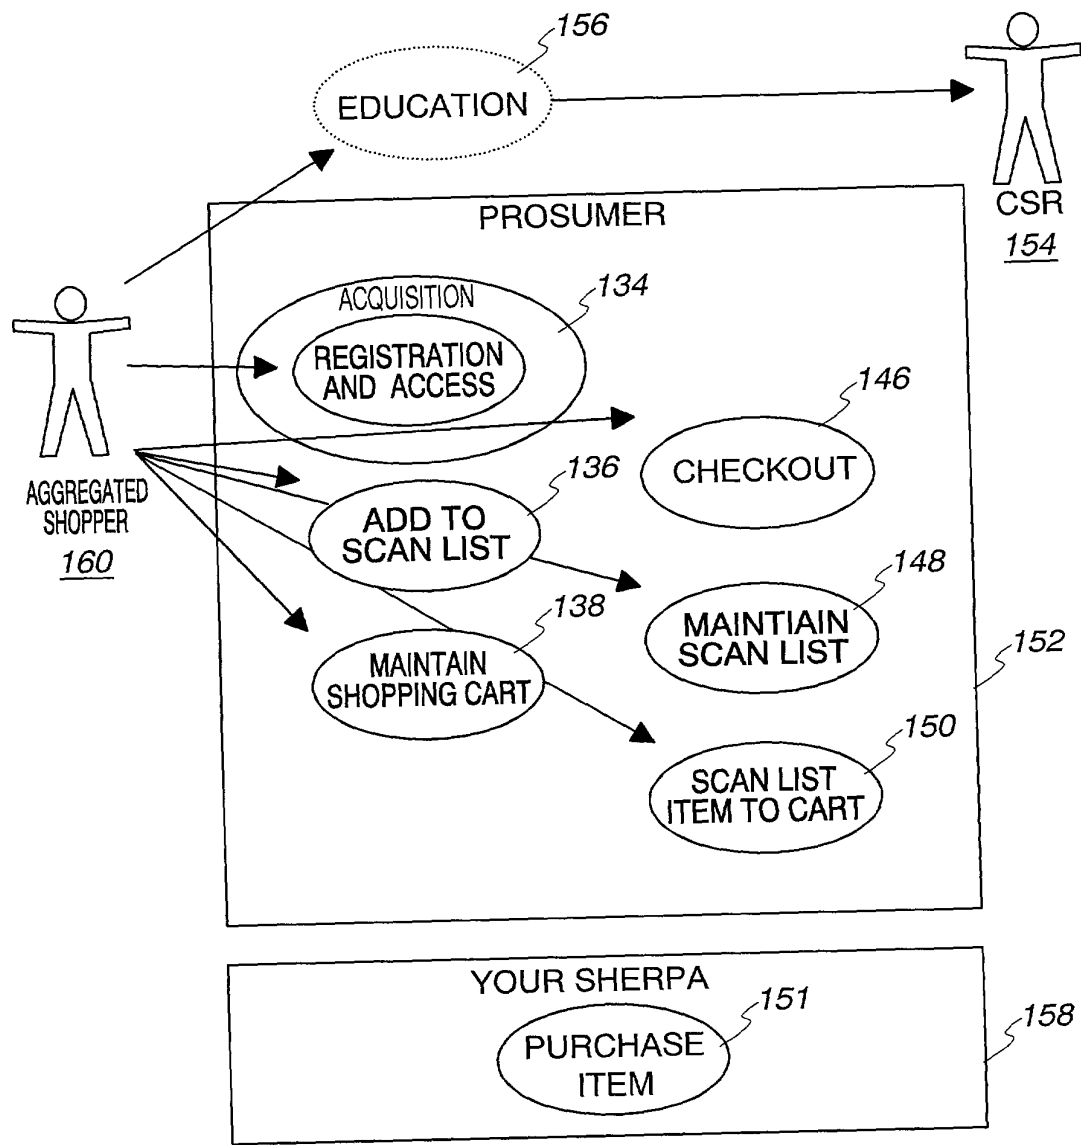 156
EDUCATION
CSR
154
PROSUMER
ACQUISITION
134
REGISTRATION
AND ACCESS
146
CHECKOUT
AGGREGATED
SHOPPER
160
136
ADD TO
SCAN LIST
148
MAINTIAIN
SCAN LIST
138
MAINTAIN
SHOPPING CART
152
150
SCAN LIST
ITEM TO CART
YOUR SHERPA
151
PURCHASE
ITEM
158